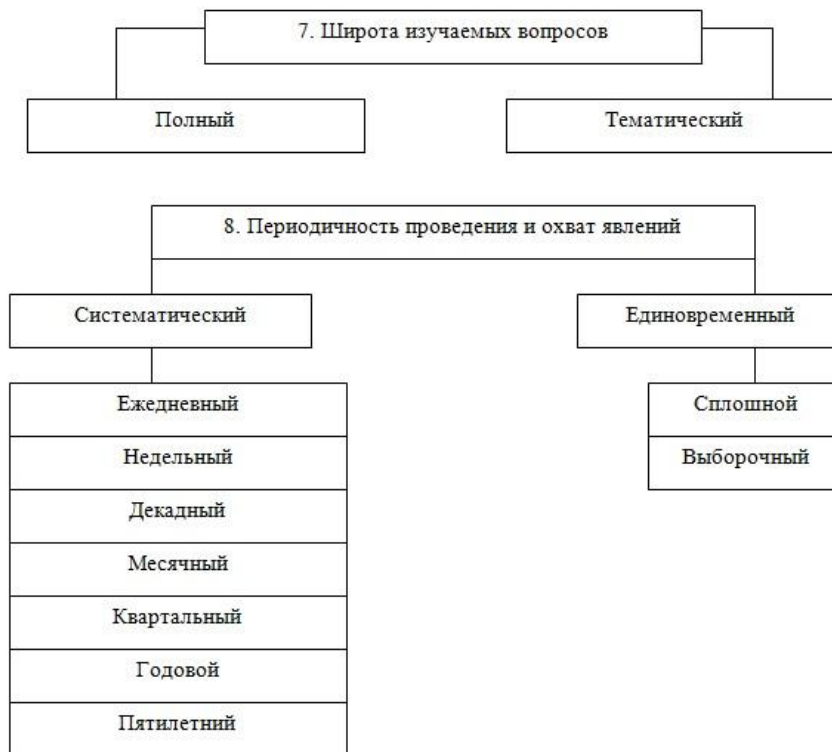 7. Широта изучаемых вопросов
Полный
Тематический
8. Периодичность проведения и охват явлений
Систематический
Единовременный
Ежедневный
Недельный
Декадный
Месячный
Квартальный
Годовой
Пятилетний
Сплошной
Выборочный